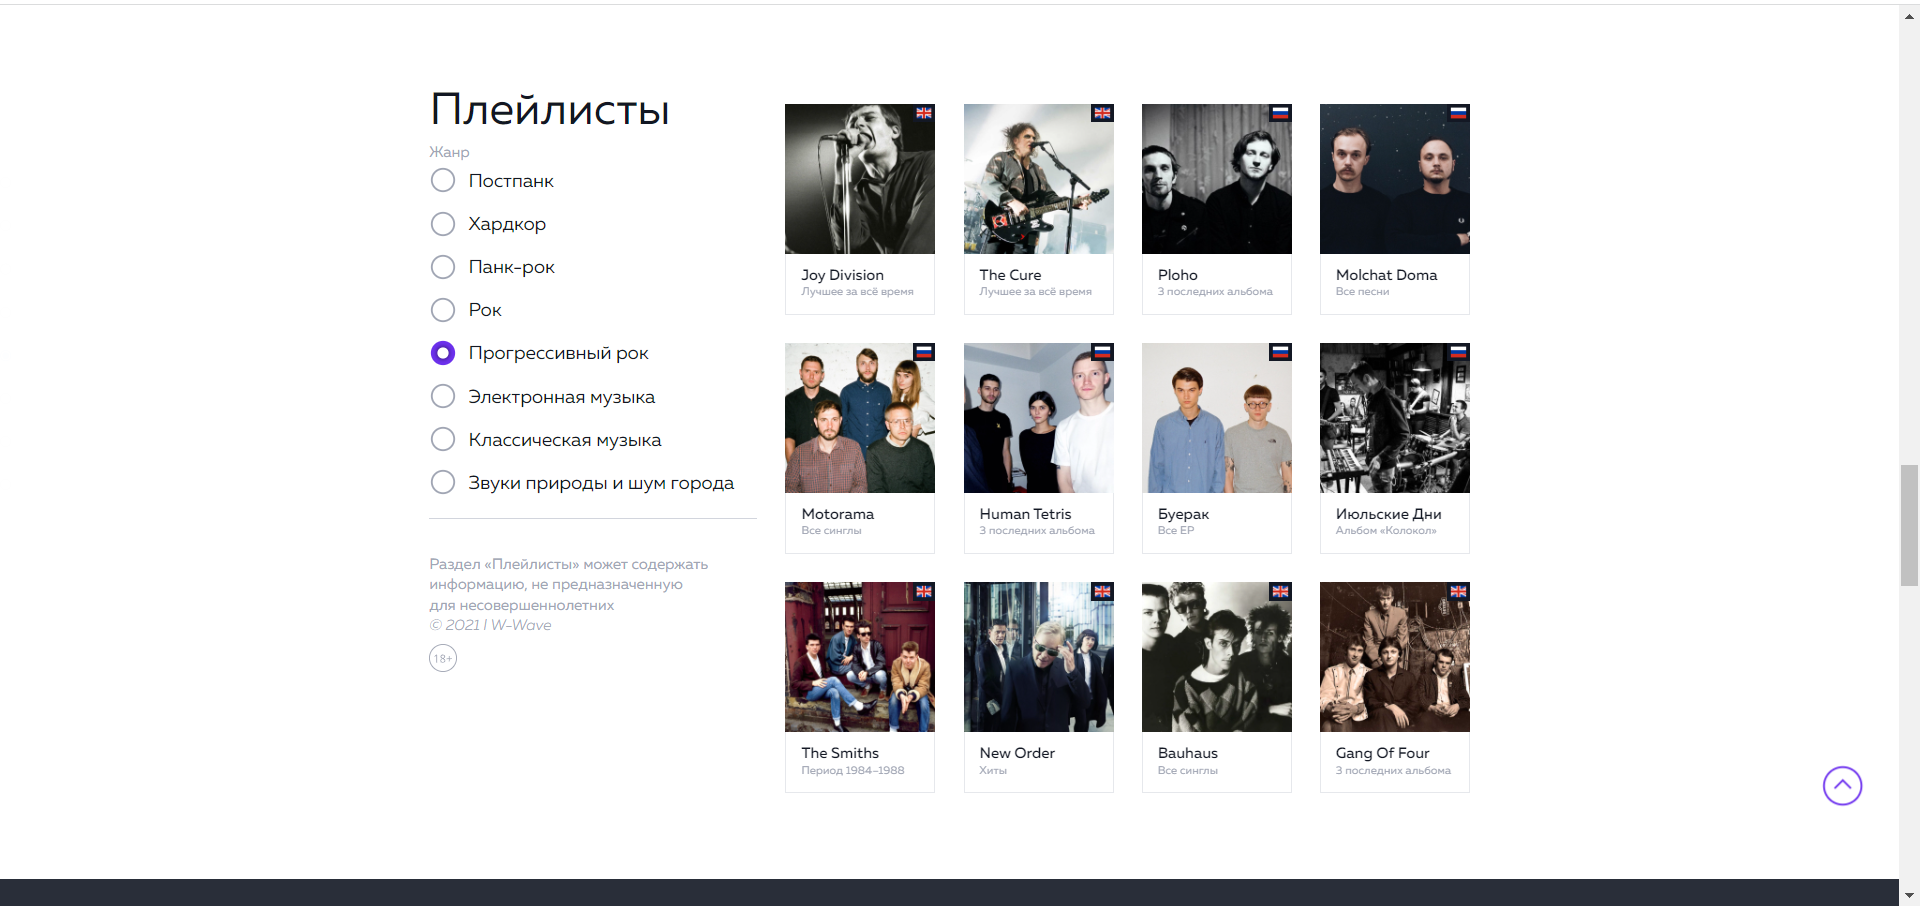 Плейлисты
Жанр
Постпанк
Хардкор
Панк-рок
Рок
Прогрессивный рок
Электронная музыка
Классическая музыка
Звуки природы и шум города
Раздел «Плейлисты» может содержать
информацию, не предназначенную
для несовершеннолетних
© 2021 | W-Wave
18+
Joy Division
Лучшее за всё время
The Cure
Лучшее за всё время
Ploho
3 последних альбома
Molchat Doma
Все песни
Motorama
Все синглы
Human Tetris
3 последних альбома
Буерак
Все EP
Июльские Дни
Альбом «Колокол»
The Smiths
Период 1984–1988
New Order
Хиты
Bauhaus
Все синглы
Gang Of Four
3 последних альбома